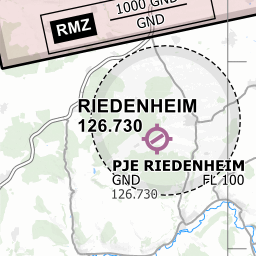 1000 GND
RMZ
GND
RIEDENHEIM
126.730
PJE RIEDENHEIM
GND FL 100
126.730